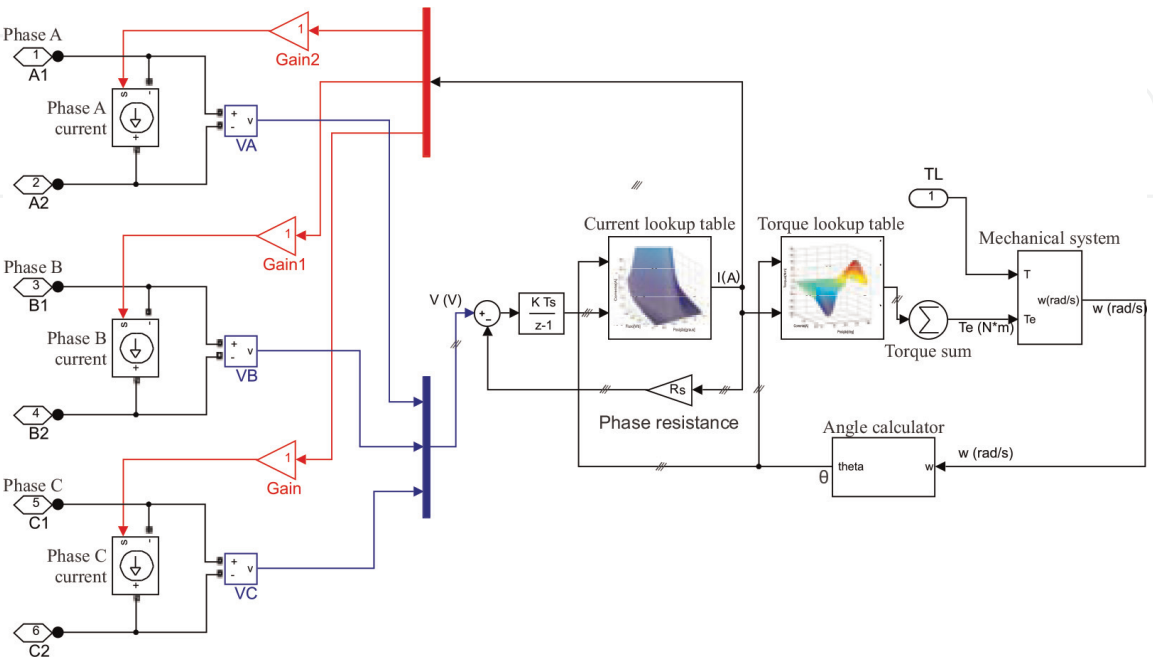 Phase A
1
A1
Phase A
current
s
-
+
+
-
v
VA
2
A2
1
Gain2
Phase B
3
B1
Phase B
current
s
-
+
+
-
v
VB
4
B2
1
Gain1
Phase C
5
C1
Phase C
current
s
-
+
+
-
v
VC
6
C2
1
Gain
V (V)
+
-
K Ts
z-1
Current lookup table
I(A)
Rs
Phase resistance
Torque lookup table
Torque sum
Σ
Te (N*m)
TL
1
Mechanical system
T
w(rad/s)
Te
w (rad/s)
Angle calculator
theta
w
θ
w (rad/s)